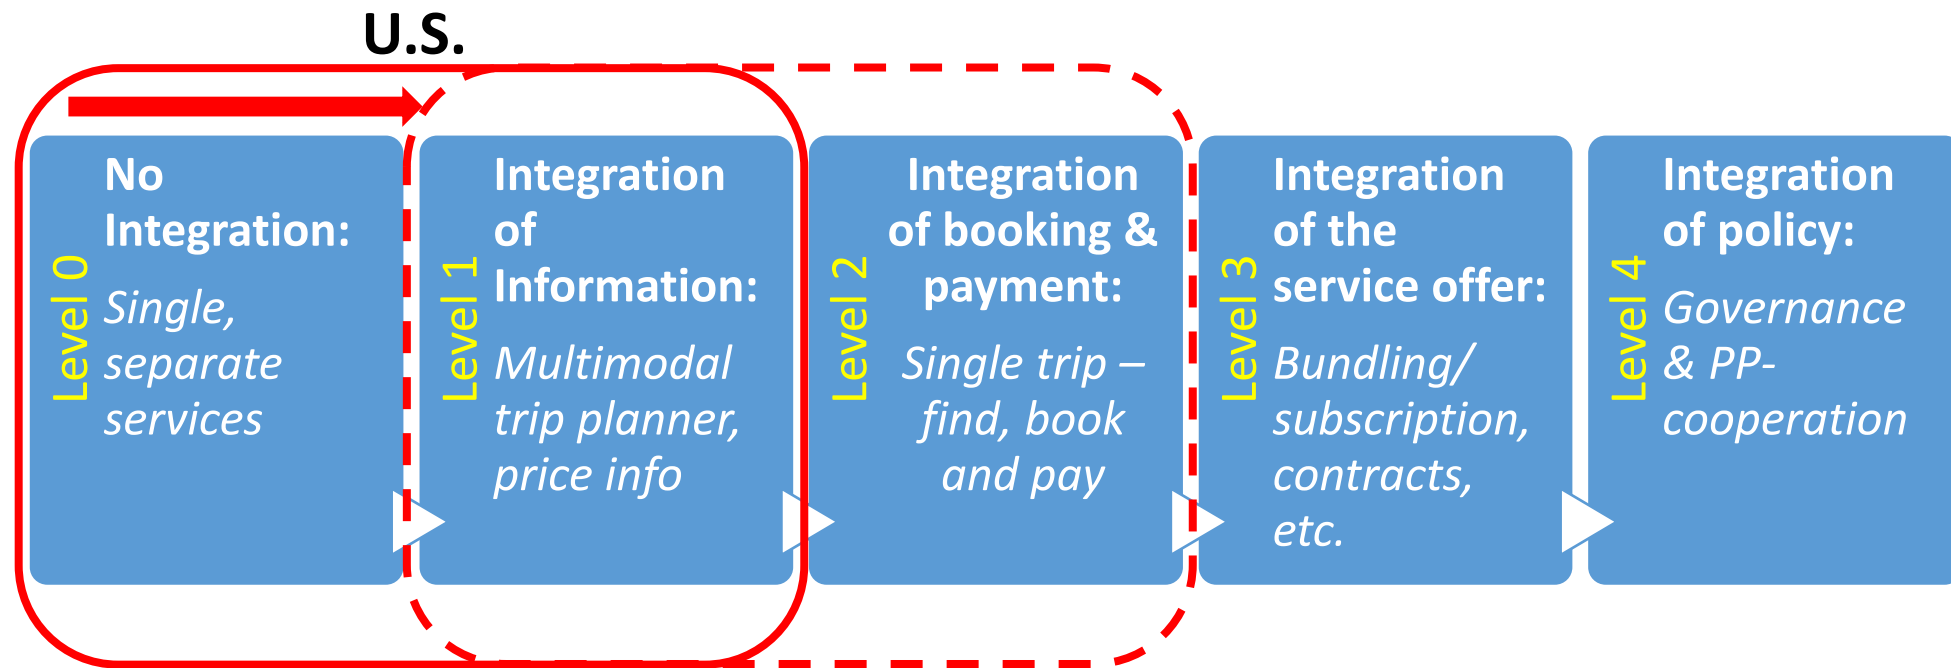 U.S.
Level 0
No
Integration:
Single,
separate
services
Level 1
Integration
of
Information:
Multimodal
trip planner,
price info
Level 2
Integration
of booking &
payment:
Single trip –
find, book
and pay
Level 3
Integration
of the
service offer:
Bundling/
subscription,
contracts,
etc.
Level 4
Integration
of policy:
Governance
& PP-
cooperation